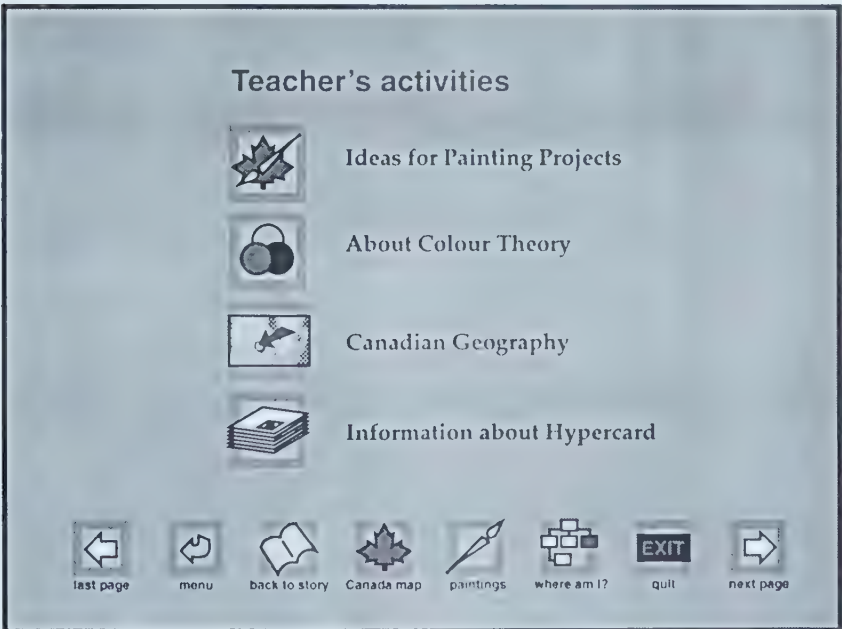 Teacher's activities
Ideas for Painting Projects
About Colour Theory
Canadian Geography
Information about Hypercard
EXIT
last page menu back to story Canada map paintings where am I? quit next page